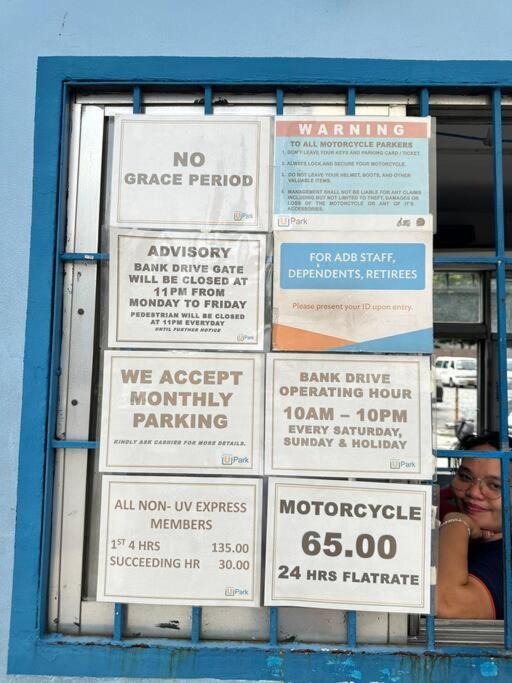 NO
GRACE PERIOD
UPark
WARNING
TO ALL MOTORCYCLE PARKERS
1. DON'T LEAVE YOUR KEYS AND PARKING CARD / TICKET.
2. ALWAYS LOCK AND SECURE YOUR MOTORCYCLE.
3. DO NOT LEAVE YOUR HELMET, BOOTS, AND OTHER
VALUABLE ITEMS.
4. MANAGEMENT SHALL NOT BE LIABLE FOR ANY CLAIMS
INCLUDING BUT NOT LIMITED TO THEFT, DAMAGES OR
LOSS OF THE MOTORCYCLE OR ANY OF IT'S
ACCESSORIES.
UPark
ADVISORY
BANK DRIVE GATE
WILL BE CLOSED AT
11PM FROM
MONDAY TO FRIDAY
PEDESTRIAN WILL BE CLOSED
AT 11PM EVERYDAY
UNTIL FURTHER NOTICE
UPark
FOR ADB STAFF,
DEPENDENTS, RETIREES
Please present your ID upon entry.
WE ACCEPT
MONTHLY
PARKING
KINDLY ASK CASHIER FOR MORE DETAILS.
UPark
BANK DRIVE
OPERATING HOUR
10AM – 10PM
EVERY SATURDAY,
SUNDAY & HOLIDAY
UPark
ALL NON- UV EXPRESS
MEMBERS
1ST 4 HRS 135.00
SUCCEEDING HR 30.00
UPark
MOTORCYCLE
65.00
24 HRS FLATRATE